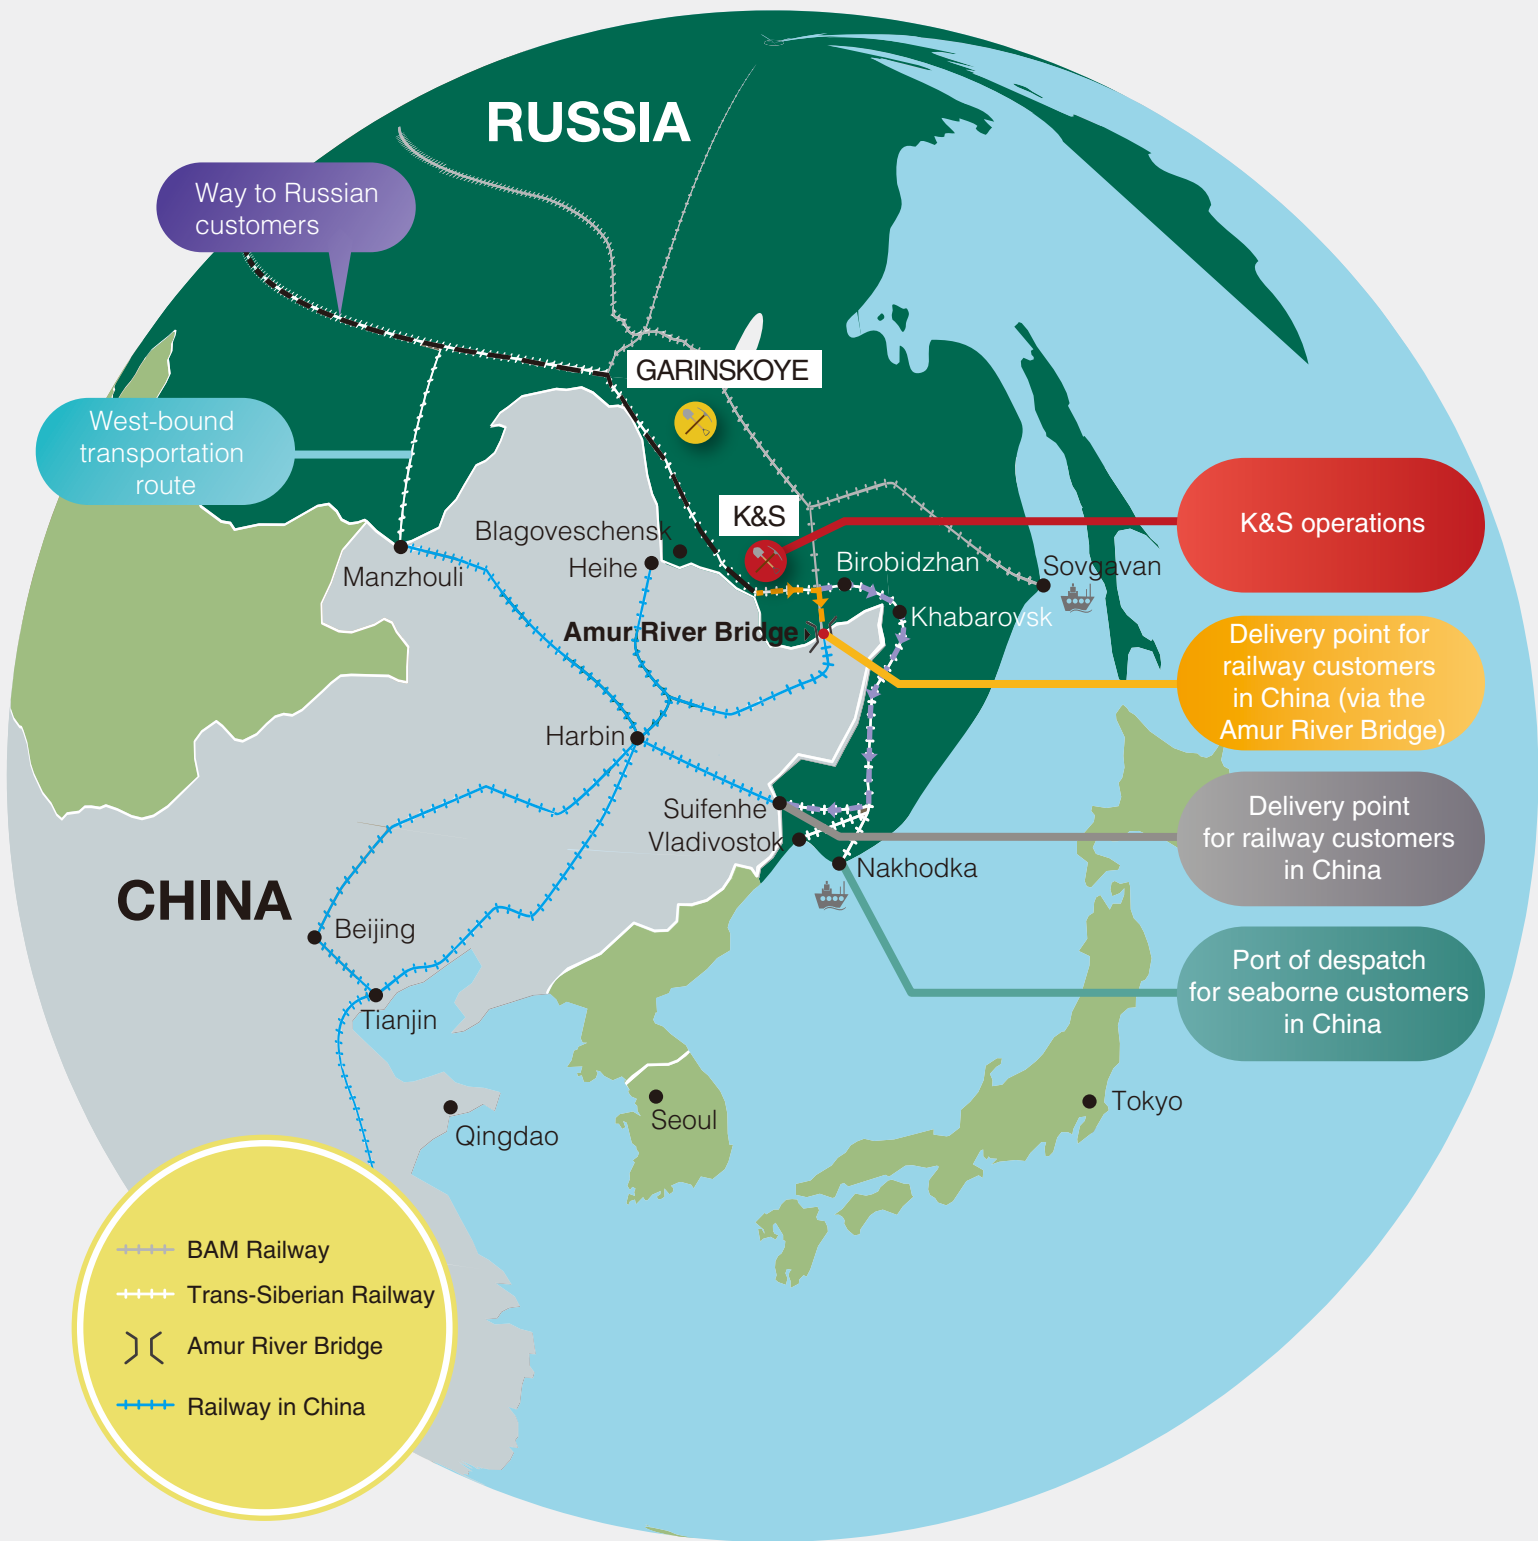 RUSSIA
Way to Russian
customers
GARINSKOYE
West-bound
transportation
route
K&S
K&S operations
Blagoveschensk
Heihe
Manzhouli
Birobidzhan
Sovgavan
Khabarovsk
Amur River Bridge
Delivery point for
railway customers
in China (via the
Amur River Bridge)
Harbin
Suifenhe
Vladivostok
Nakhodka
Delivery point
for railway customers
in China
CHINA
Beijing
Tianjin
Port of despatch
for seaborne customers
in China
Qingdao
Seoul
Tokyo
BAM Railway
Trans-Siberian Railway
Amur River Bridge
Railway in China